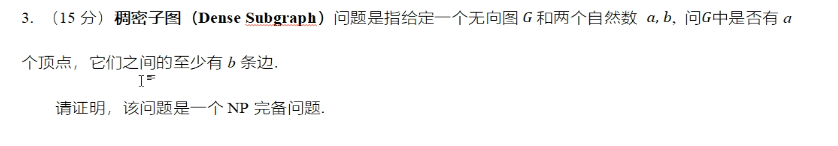 3. （15 分）稠密子图（Dense Subgraph）问题是指给定一个无向图 G 和两个自然数 a, b, 问G中是否有 a
个顶点，它们之间的至少有 b 条边.
请证明，该问题是一个 NP 完备问题.